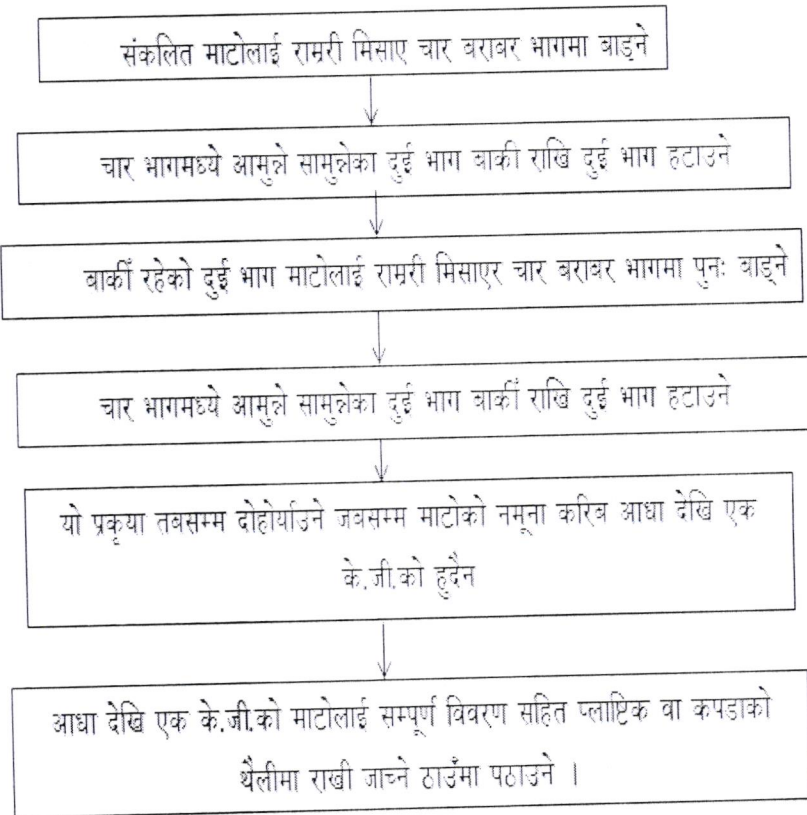 संकलित माटोलाई राम्ररी मिसाए चार बराबर भागमा बाड्ने
चार भागमध्ये आमुन्ने सामुन्नेका दुई भाग बाकी राखि दुई भाग हटाउने
बाकीँ रहेको दुई भाग माटोलाई राम्ररी मिसाएर चार बराबर भागमा पुनः बाड्ने
चार भागमध्ये आमुन्ने सामुन्नेका दुई भाग बाकीँ राखि दुई भाग हटाउने
यो प्रकृया तबसम्म दोहोर्याउने जबसम्म माटोको नमूना करिब आधा देखि एक
के.जी.को हुदैन
आधा देखि एक के.जी.को माटोलाई सम्पूर्ण विवरण सहित प्लाष्टिक वा कपडाको
थैलीमा राखी जाच्ने ठाउँमा पठाउने ।